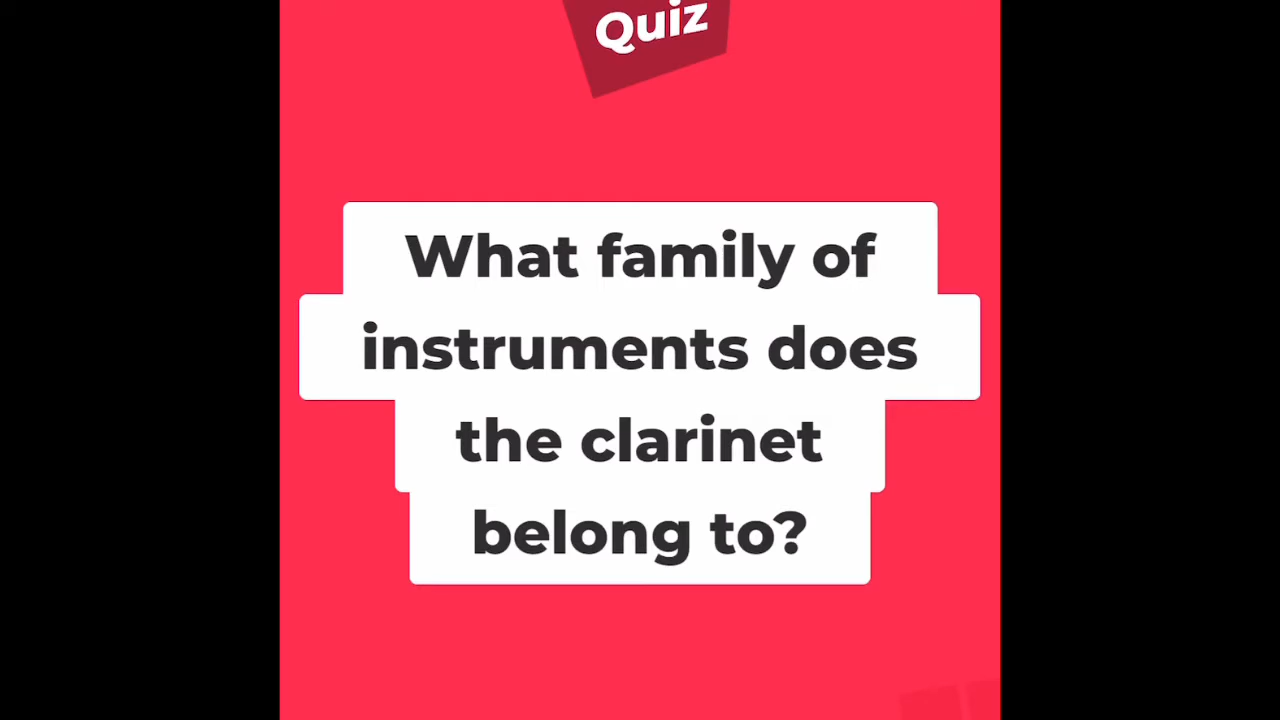 Quiz
What family of
instruments does
the clarinet
belong to?